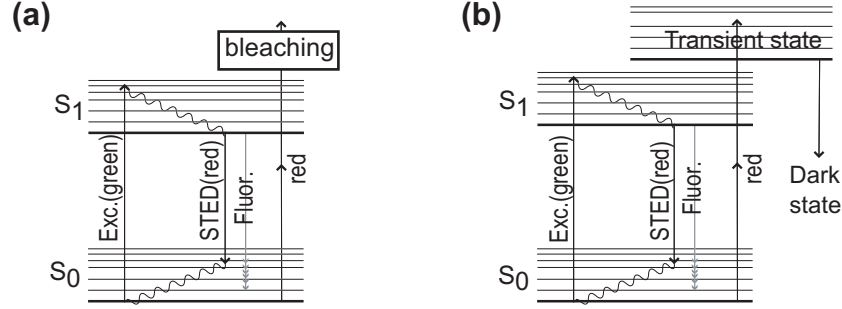 (a)
bleaching
S1
Exc.(green)
STED(red)
Fluor.
red
S0
(b)
Transient state
S1
Exc.(green)
STED(red)
Fluor.
red
Dark
state
S0